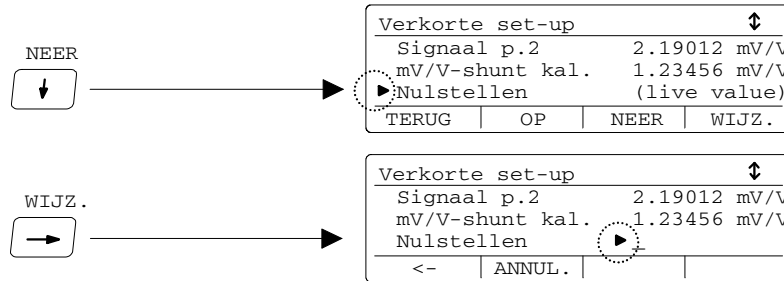 NEER
Verkorte set-up
Signaal p.2 2.19012 mV/V
mV/V-shunt kal. 1.23456 mV/V
Nulstellen (live value)
TERUG OP NEER WIJZ.
WIJZ.
Verkorte set-up
Signaal p.2 2.19012 mV/V
mV/V-shunt kal. 1.23456 mV/V
Nulstellen _
<- ANNUL.